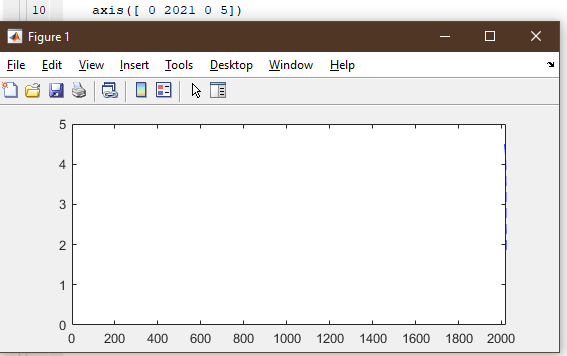 10 axis([ 0 2021 0 5])
Figure 1
File Edit View Insert Tools Desktop Window Help
5
4
3
2
1
0
0 200 400 600 800 1000 1200 1400 1600 1800 2000